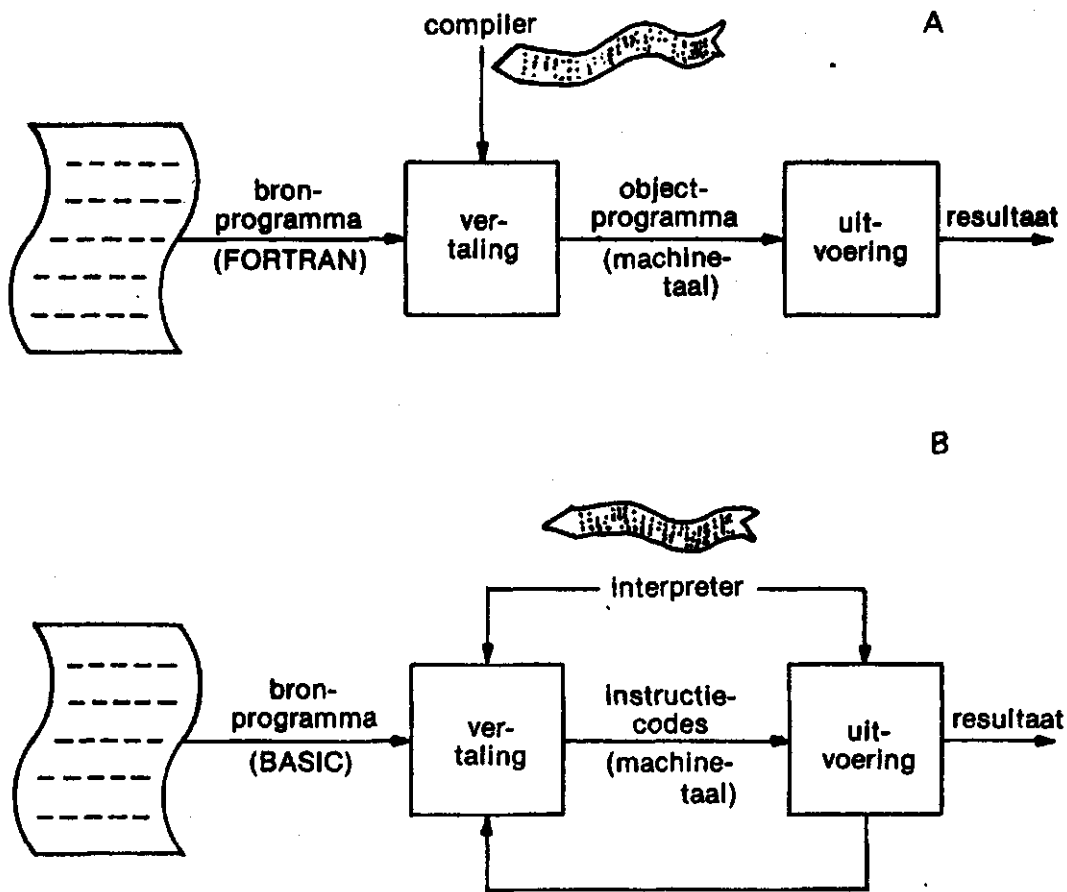 compiler
A
bron-
programma
(FORTRAN)
ver-
taling
object-
programma
(machine-
taal)
uit-
voering
resultaat
B
interpreter
bron-
programma
(BASIC)
ver-
taling
instructie-
codes
(machine-
taal)
uit-
voering
resultaat